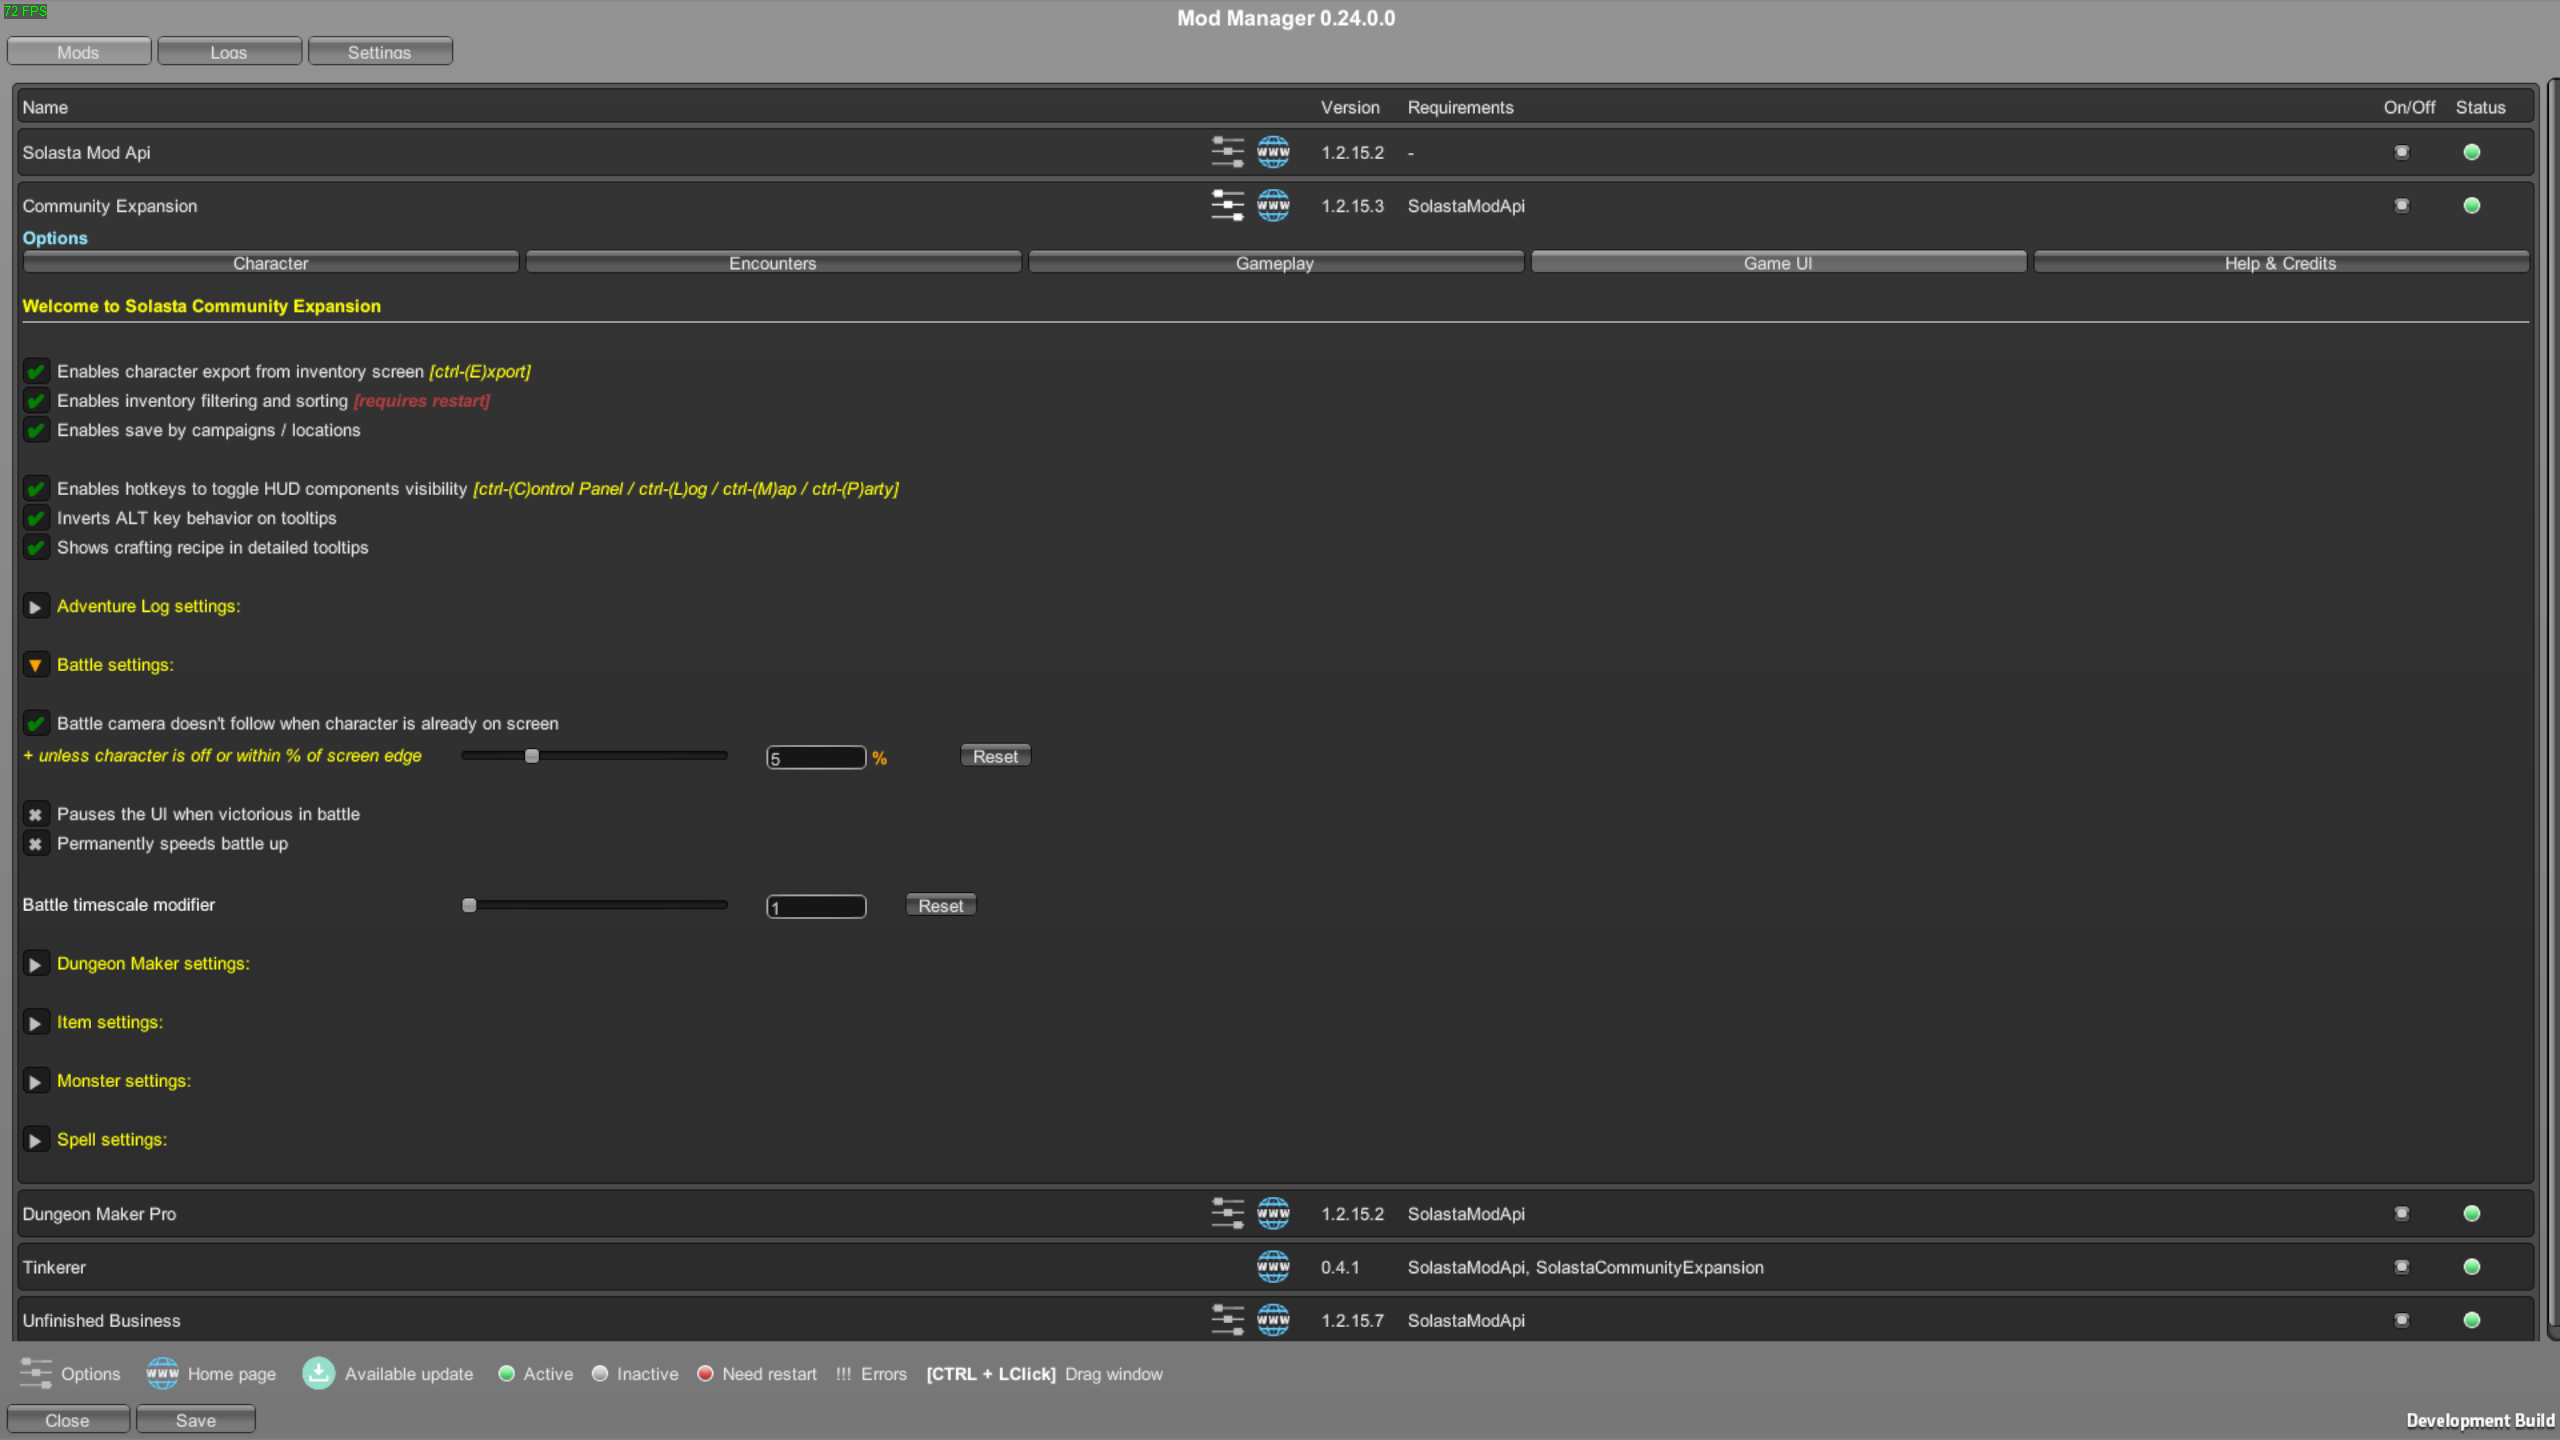 72 FPS
Mod Manager 0.24.0.0
Mods Logs Settings
Name Version Requirements On/Off Status
Solasta Mod Api WWW 1.2.15.2 -
Community Expansion WWW 1.2.15.3 SolastaModApi
Options
Character Encounters Gameplay Game UI Help & Credits
Welcome to Solasta Community Expansion
Enables character export from inventory screen [ctrl-(E)xport]
Enables inventory filtering and sorting [requires restart]
Enables save by campaigns / locations
Enables hotkeys to toggle HUD components visibility [ctrl-(C)ontrol Panel / ctrl-(L)og / ctrl-(M)ap / ctrl-(P)arty]
Inverts ALT key behavior on tooltips
Shows crafting recipe in detailed tooltips
Adventure Log settings:
Battle settings:
Battle camera doesn't follow when character is already on screen
+ unless character is off or within % of screen edge 5 % Reset
Pauses the UI when victorious in battle
Permanently speeds battle up
Battle timescale modifier 1 Reset
Dungeon Maker settings:
Item settings:
Monster settings:
Spell settings:
Dungeon Maker Pro WWW 1.2.15.2 SolastaModApi
Tinkerer WWW 0.4.1 SolastaModApi, SolastaCommunityExpansion
Unfinished Business WWW 1.2.15.7 SolastaModApi
Options WWW Home page Available update Active Inactive Need restart !!! Errors [CTRL + LClick] Drag window
Close Save
Development Build